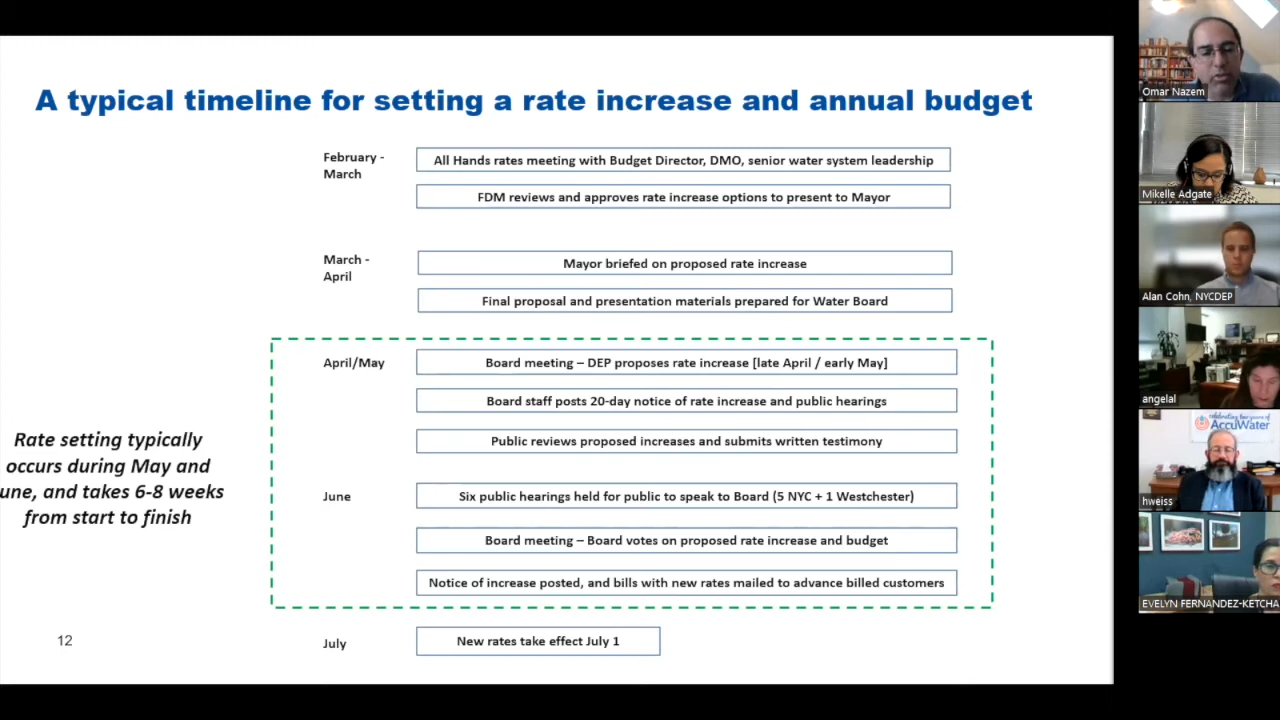 A typical timeline for setting a rate increase and annual budget
February -
March
All Hands rates meeting with Budget Director, DMO, senior water system leadership
FDM reviews and approves rate increase options to present to Mayor
March -
April
Mayor briefed on proposed rate increase
Final proposal and presentation materials prepared for Water Board
April/May
Board meeting – DEP proposes rate increase [late April / early May]
Board staff posts 20-day notice of rate increase and public hearings
Public reviews proposed increases and submits written testimony
Rate setting typically
occurs during May and
une, and takes 6-8 weeks
from start to finish
June
Six public hearings held for public to speak to Board (5 NYC + 1 Westchester)
Board meeting – Board votes on proposed rate increase and budget
Notice of increase posted, and bills with new rates mailed to advance billed customers
12
July
New rates take effect July 1
Omar Nazem
Mikelle Adgate
Alan Cohn, NYCDEP
angelal
AccuWater
hweiss
EVELYN FERNANDEZ-KETCHA